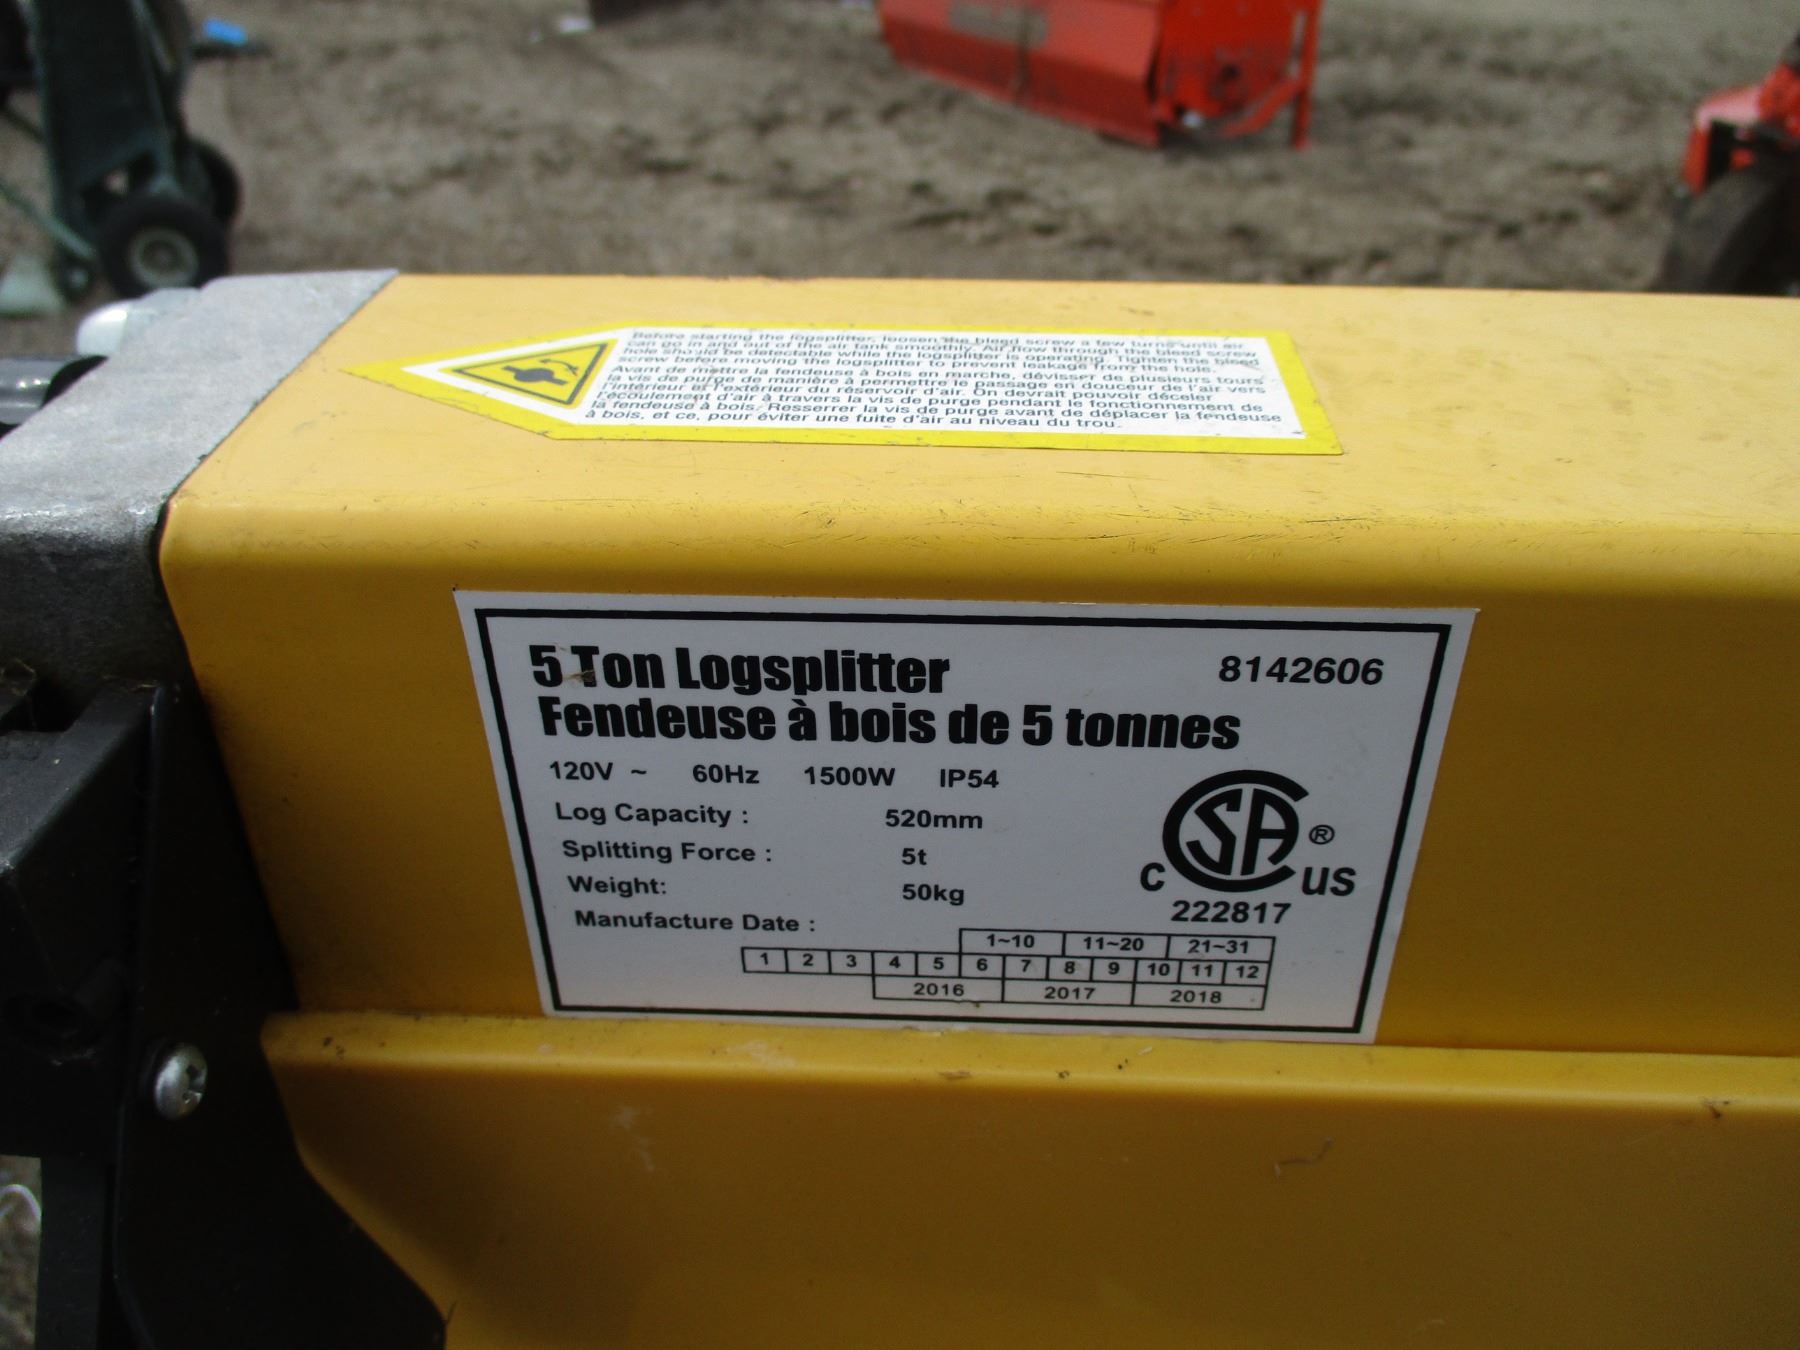 Before starting the logsplitter, loosen the bleed screw a few turns until air
can go in and out of the air tank smoothly. Air flow through the bleed screw
hole should be detectable while the logsplitter is operating. Tighten the bleed
screw before moving the logsplitter to prevent leakage from the hole.
Avant de mettre la fendeuse à bois en marche, dévisser de plusieurs tours
la vis de purge de manière à permettre le passage en douceur de l'air vers
l'intérieur et l'extérieur du réservoir d'air. On devrait pouvoir déceler
l'écoulement d'air à travers la vis de purge pendant le fonctionnement de
la fendeuse à bois. Resserrer la vis de purge avant de déplacer la fendeuse
à bois, et ce, pour éviter une fuite d'air au niveau du trou.
5 Ton Logsplitter 8142606
Fendeuse à bois de 5 tonnes
120V ~ 60Hz 1500W IP54
Log Capacity : 520mm
Splitting Force : 5t
Weight: 50kg
CSA ®
C US
222817
Manufacture Date :
1~10 11~20 21~31
1 2 3 4 5 6 7 8 9 10 11 12
2016 2017 2018